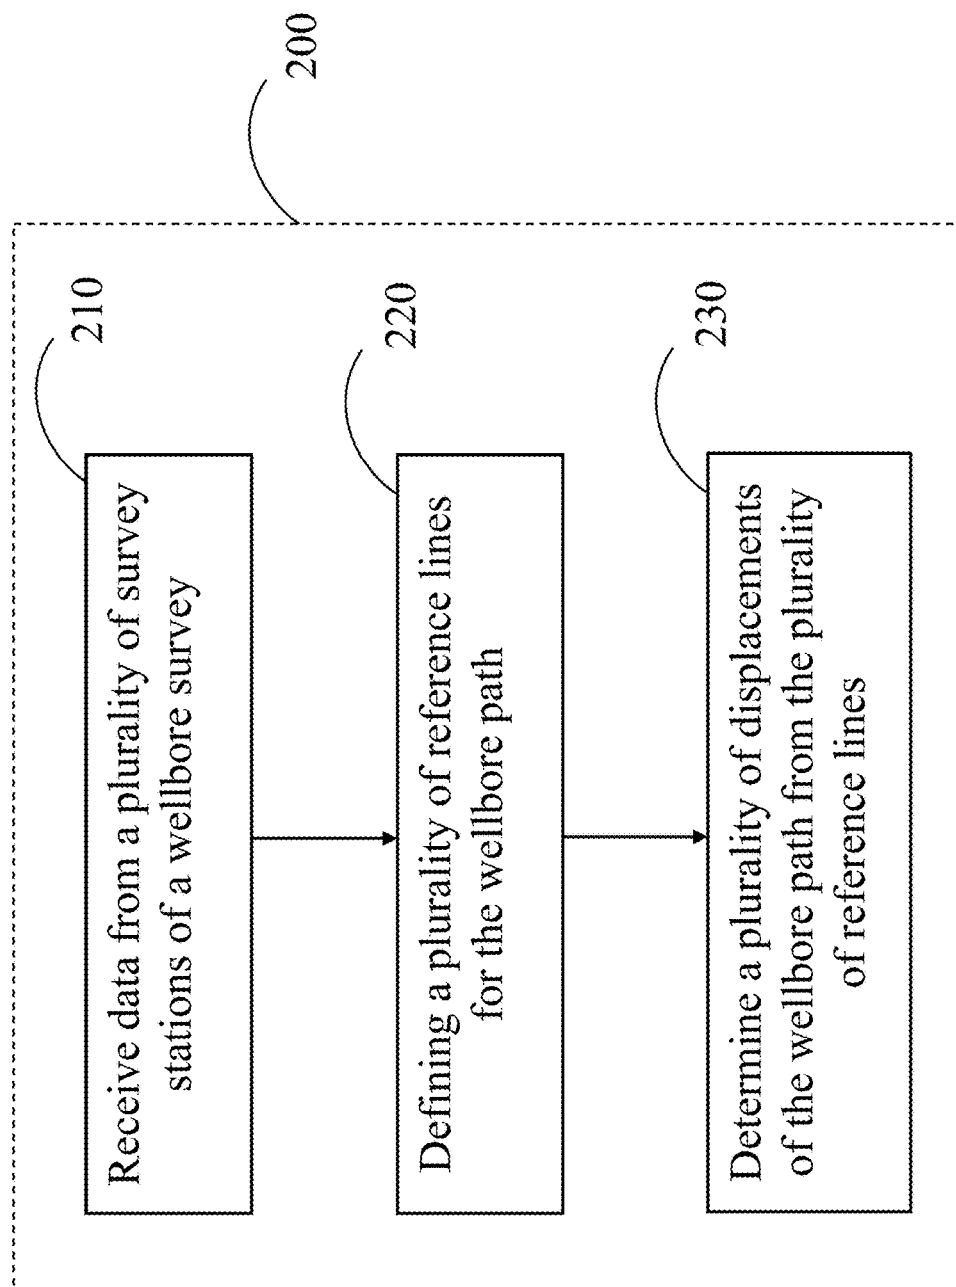 200
210
Receive data from a plurality of survey
stations of a wellbore survey
220
Defining a plurality of reference lines
for the wellbore path
230
Determine a plurality of displacements
of the wellbore path from the plurality
of reference lines